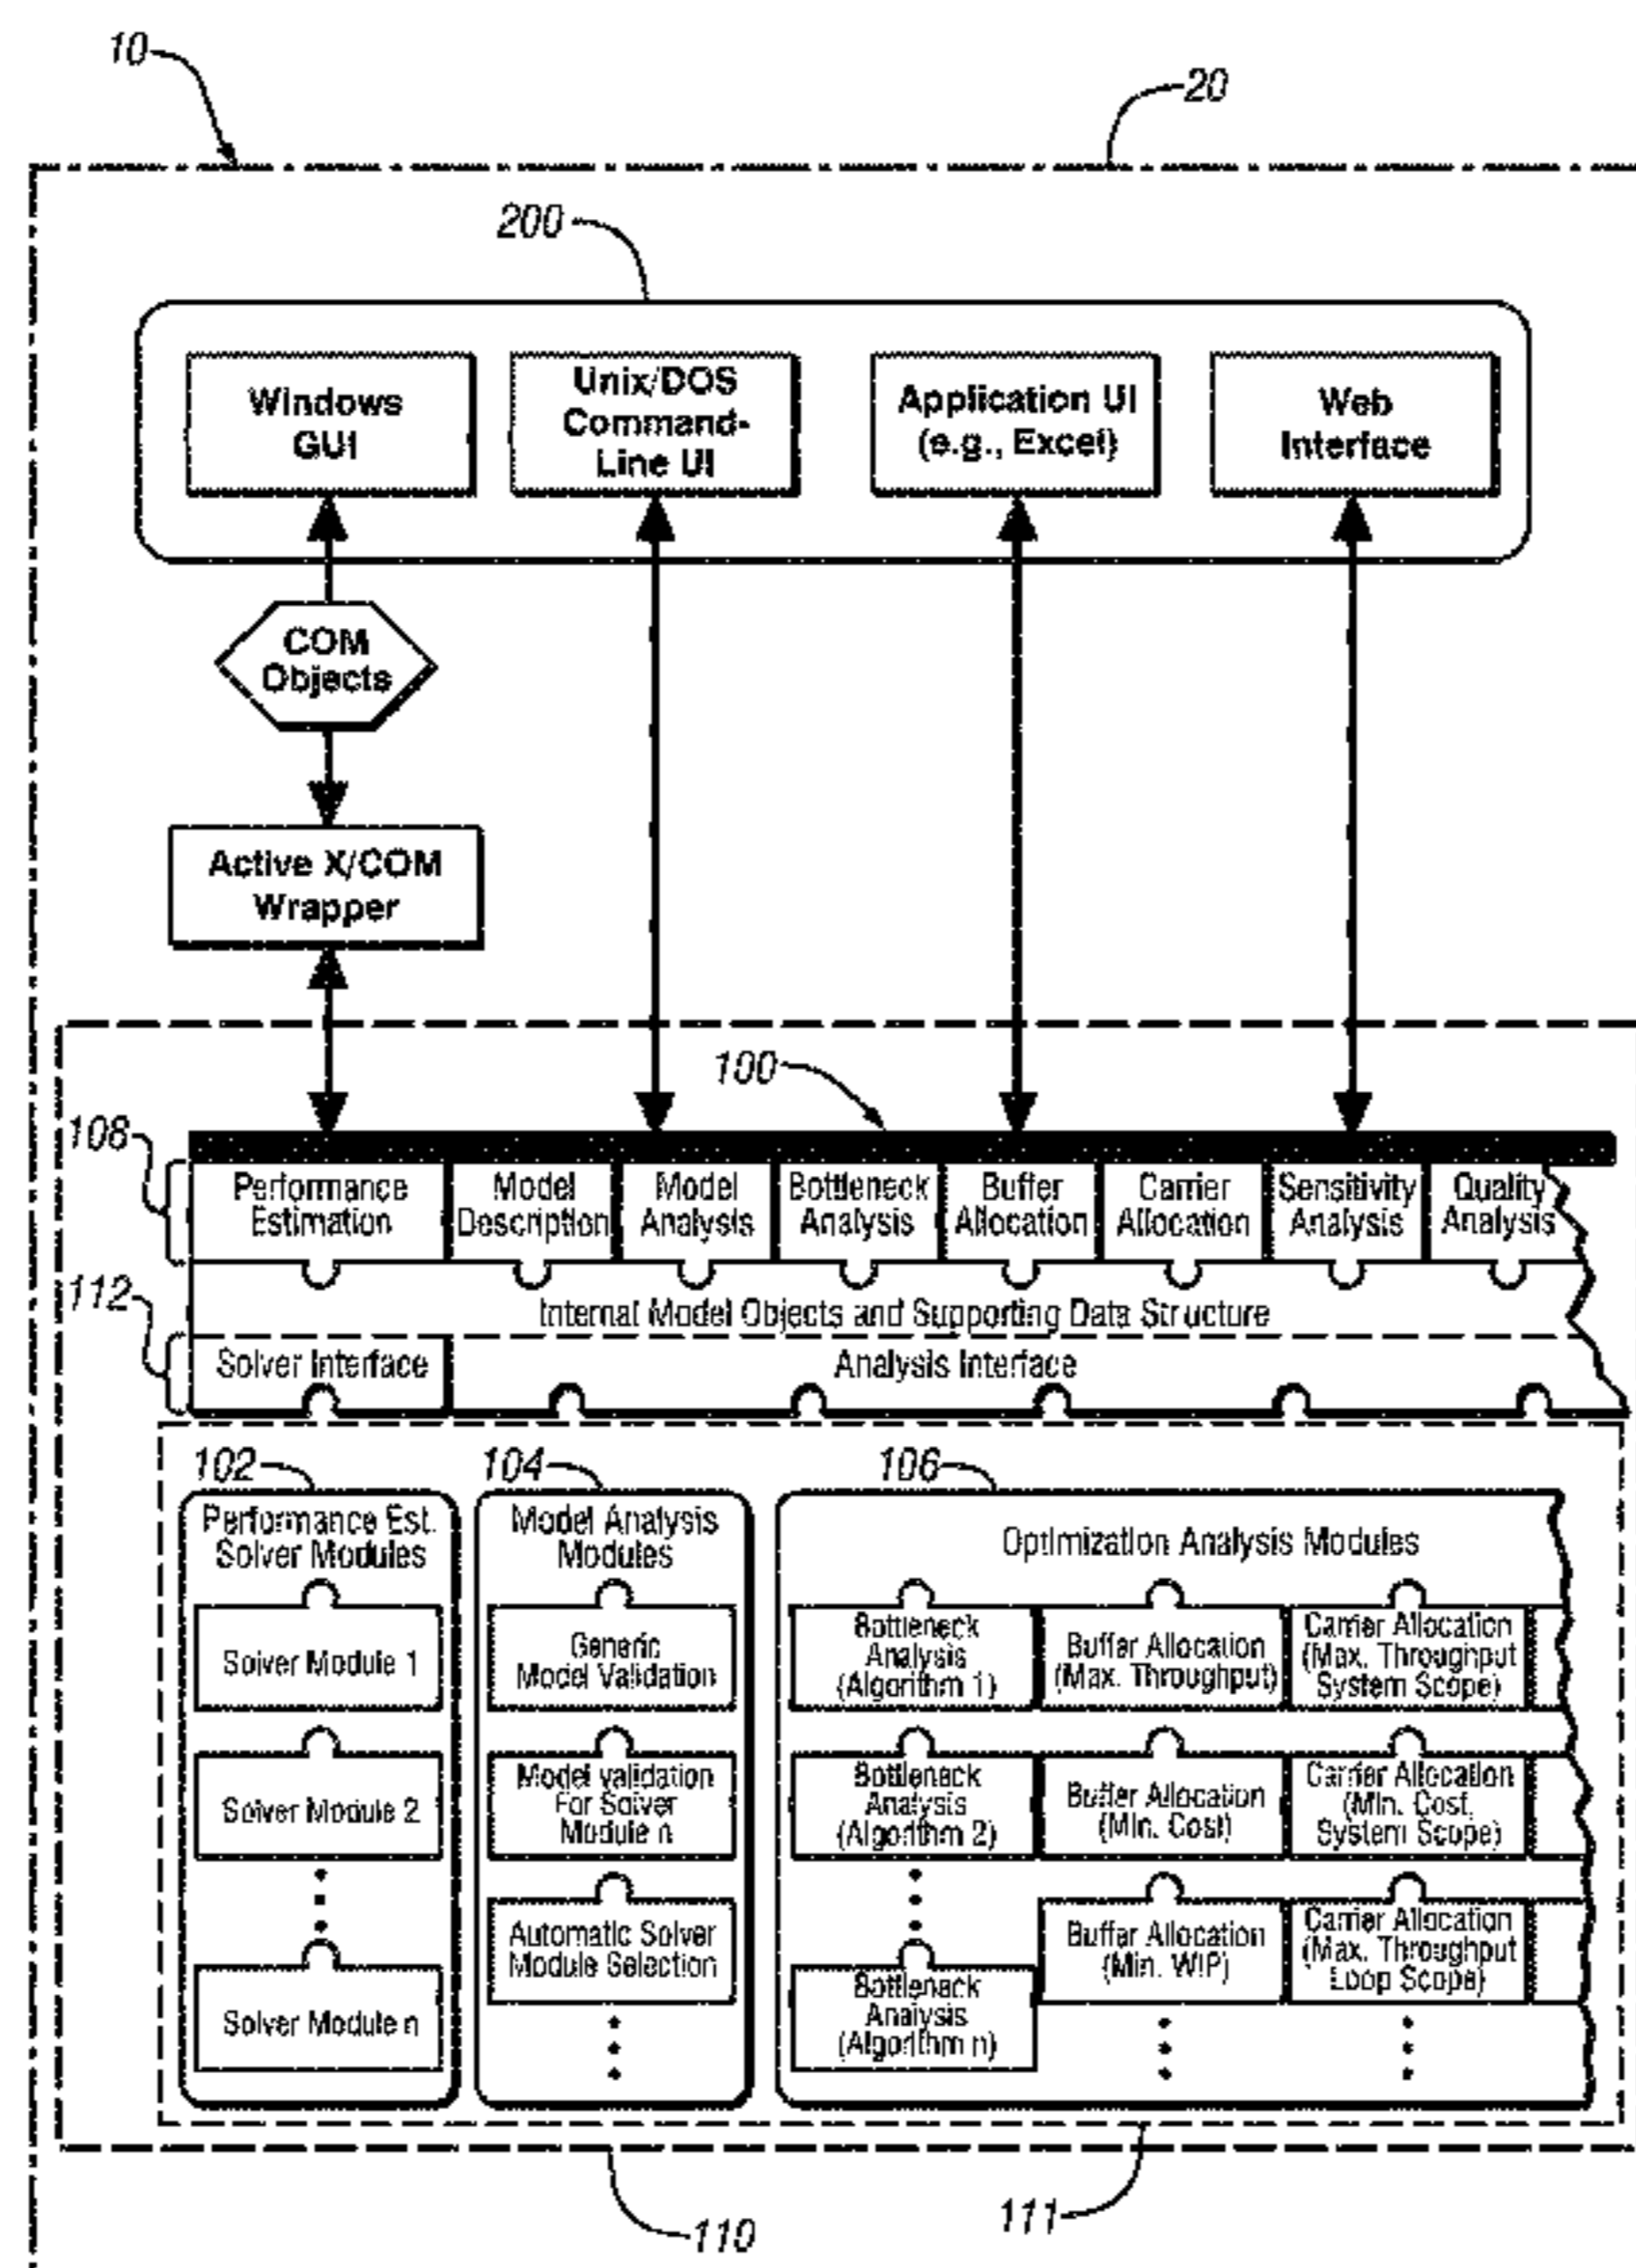 10
20
200
Windows
GUI
Unix/DOS
Command-
Line UI
Application UI
(e.g., Excel)
Web
Interface
COM
Objects
Active X/COM
Wrapper
100
108
Performance
Estimation
Model
Description
Model
Analysis
Bottleneck
Analysis
Buffer
Allocation
Carrier
Allocation
Sensitivity
Analysis
Quality
Analysis
112
Internal Model Objects and Supporting Data Structure
Solver Interface
Analysis Interface
102
104
106
Performance Est.
Solver Modules
Solver Module 1
Solver Module 2
Solver Module n
Model Analysis
Modules
Generic
Model Validation
Model validation
For Solver
Module n
Automatic Solver
Module Selection
Optimization Analysis Modules
Bottleneck
Analysis
(Algorithm 1)
Buffer Allocation
(Max. Throughput)
Carrier Allocation
(Max. Throughput
System Scope)
Bottleneck
Analysis
(Algorithm 2)
Buffer Allocation
(Min. Cost)
Carrier Allocation
(Min. Cost,
System Scope)
Bottleneck
Analysis
(Algorithm n)
Buffer Allocation
(Min. WIP)
Carrier Allocation
(Max. Throughput
Loop Scope)
110
111